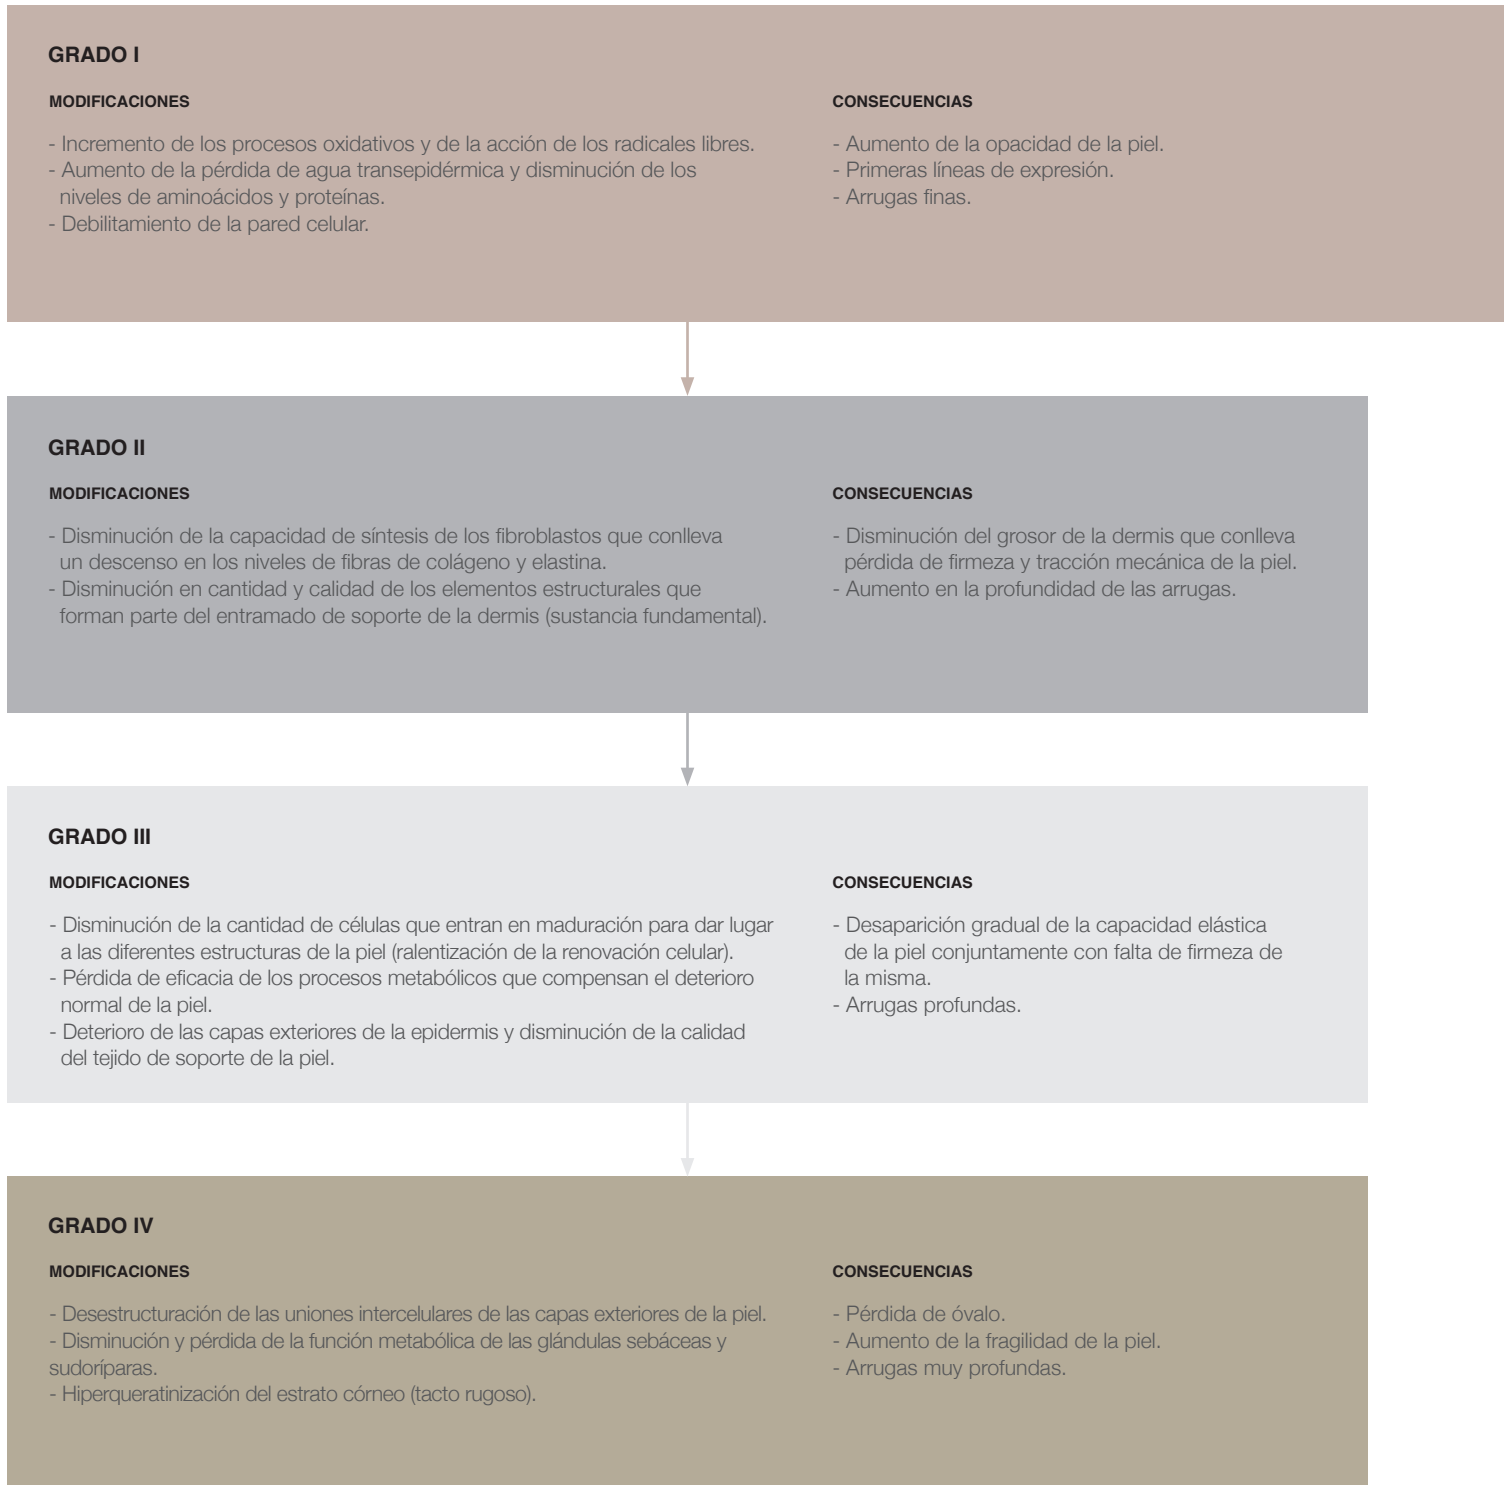 GRADO I
MODIFICACIONES
- Incremento de los procesos oxidativos y de la acción de los radicales libres.
- Aumento de la pérdida de agua transepidérmica y disminución de los
niveles de aminoácidos y proteínas.
- Debilitamiento de la pared celular.
CONSECUENCIAS
- Aumento de la opacidad de la piel.
- Primeras líneas de expresión.
- Arrugas finas.
GRADO II
MODIFICACIONES
- Disminución de la capacidad de síntesis de los fibroblastos que conlleva
un descenso en los niveles de fibras de colágeno y elastina.
- Disminución en cantidad y calidad de los elementos estructurales que
forman parte del entramado de soporte de la dermis (sustancia fundamental).
CONSECUENCIAS
- Disminución del grosor de la dermis que conlleva
pérdida de firmeza y tracción mecánica de la piel.
- Aumento en la profundidad de las arrugas.
GRADO III
MODIFICACIONES
- Disminución de la cantidad de células que entran en maduración para dar lugar
a las diferentes estructuras de la piel (ralentización de la renovación celular).
- Pérdida de eficacia de los procesos metabólicos que compensan el deterioro
normal de la piel.
- Deterioro de las capas exteriores de la epidermis y disminución de la calidad
del tejido de soporte de la piel.
CONSECUENCIAS
- Desaparición gradual de la capacidad elástica
de la piel conjuntamente con falta de firmeza de
la misma.
- Arrugas profundas.
GRADO IV
MODIFICACIONES
- Desestructuración de las uniones intercelulares de las capas exteriores de la piel.
- Disminución y pérdida de la función metabólica de las glándulas sebáceas y
sudoríparas.
- Hiperqueratinización del estrato córneo (tacto rugoso).
CONSECUENCIAS
- Pérdida de óvalo.
- Aumento de la fragilidad de la piel.
- Arrugas muy profundas.